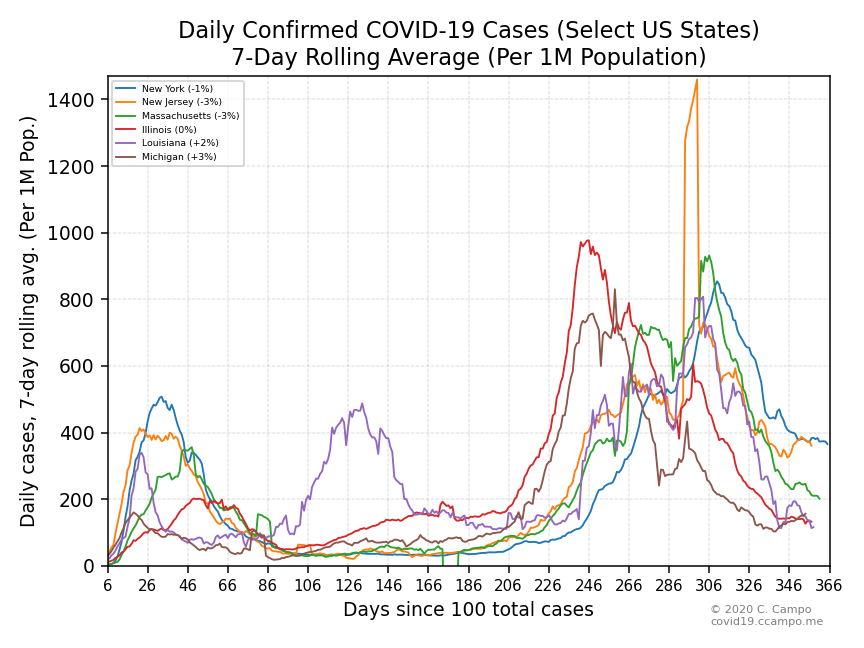 Daily Confirmed COVID-19 Cases (Select US States)
7-Day Rolling Average (Per 1M Population)
Daily cases, 7-day rolling avg. (Per 1M Pop.)
1400
1200
1000
800
600
400
200
0
New York (-1%)
New Jersey (-3%)
Massachusetts (-3%)
Illinois (0%)
Louisiana (+2%)
Michigan (+3%)
6 26 46 66 86 106 126 146 166 186 206 226 246 266 286 306 326 346 366
Days since 100 total cases
© 2020 C. Campo
covid19.ccampo.me